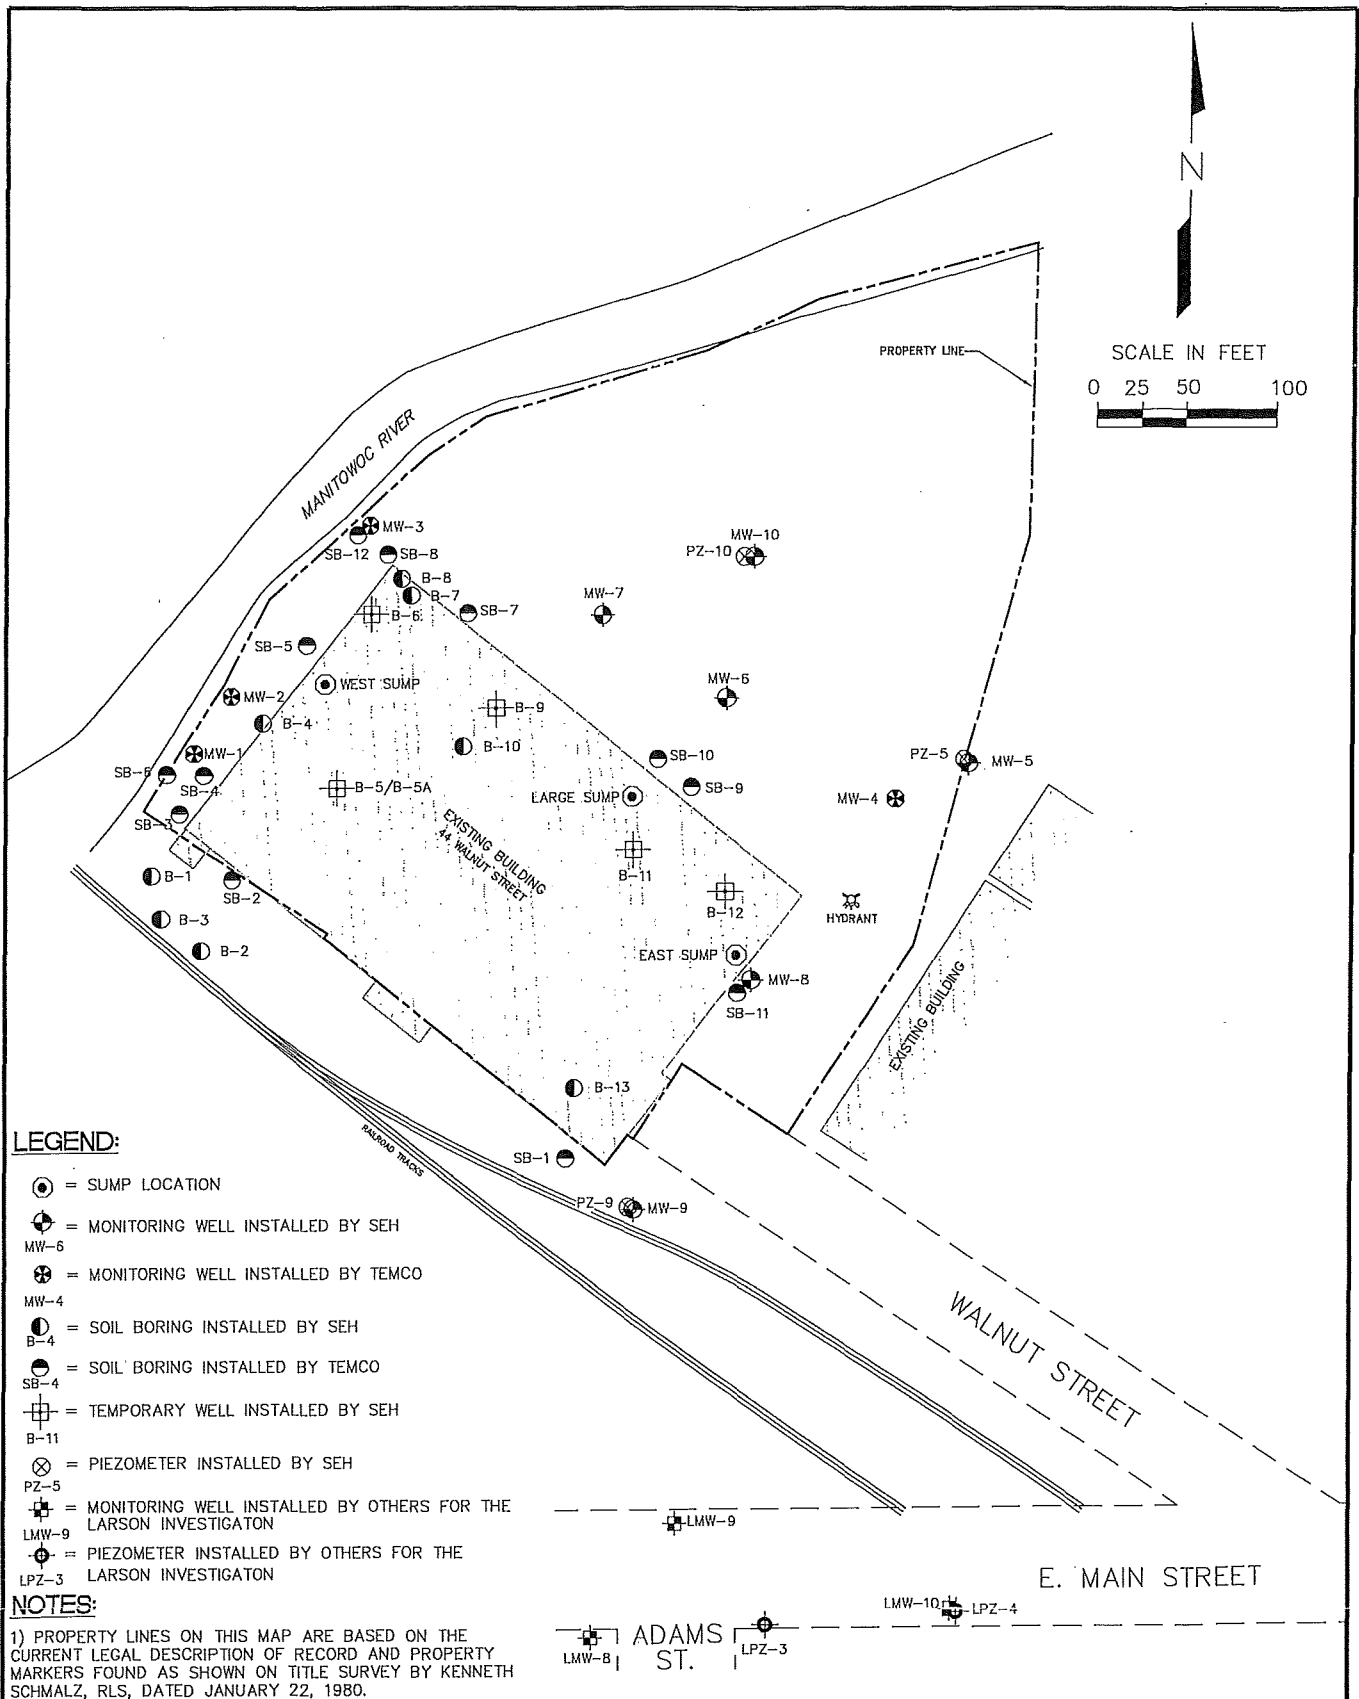 N
SCALE IN FEET
0 25 50 100
PROPERTY LINE
MANITOWOC RIVER
MW-3
SB-12
SB-8
B-8
B-7
B-6
SB-7
MW-7
PZ-10
MW-10
SB-5
WEST SUMP
MW-2
B-4
MW-6
B-9
B-10
MW-1
SB-6
SB-4
SB-3
B-5/B-5A
SB-10
SB-9
LARGE SUMP
PZ-5
MW-5
MW-4
EXISTING BUILDING
44 WALNUT STREET
B-11
B-12
HYDRANT
B-1
SB-2
B-3
B-2
EAST SUMP
MW-8
SB-11
EXISTING BUILDING
B-13
RAILROAD TRACKS
SB-1
PZ-9
MW-9
WALNUT STREET
LEGEND:
= SUMP LOCATION
= MONITORING WELL INSTALLED BY SEH
MW-6
= MONITORING WELL INSTALLED BY TEMCO
MW-4
= SOIL BORING INSTALLED BY SEH
B-4
= SOIL BORING INSTALLED BY TEMCO
SB-4
= TEMPORARY WELL INSTALLED BY SEH
B-11
= PIEZOMETER INSTALLED BY SEH
PZ-5
= MONITORING WELL INSTALLED BY OTHERS FOR THE
LMW-9 LARSON INVESTIGATON
= PIEZOMETER INSTALLED BY OTHERS FOR THE
LPZ-3 LARSON INVESTIGATON
LMW-9
E. MAIN STREET
LMW-10
LPZ-4
LMW-8
ADAMS
ST.
LPZ-3
NOTES:
1) PROPERTY LINES ON THIS MAP ARE BASED ON THE
CURRENT LEGAL DESCRIPTION OF RECORD AND PROPERTY
MARKERS FOUND AS SHOWN ON TITLE SURVEY BY KENNETH
SCHMALZ, RLS, DATED JANUARY 22, 1980.